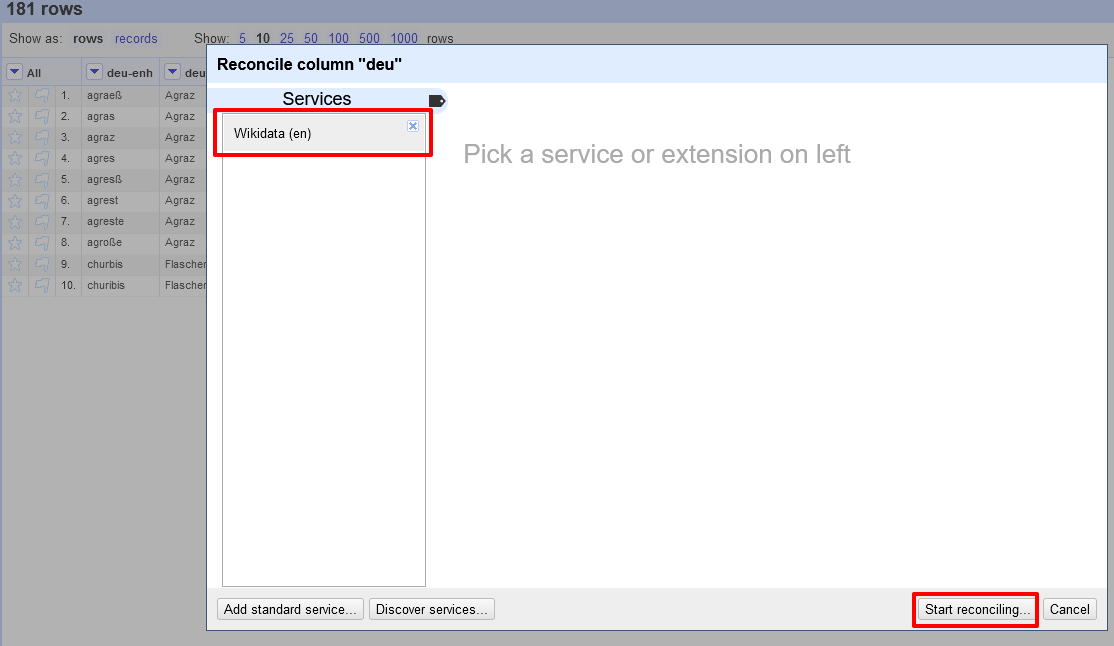 181 rows
Show as: rows records Show: 5 10 25 50 100 500 1000 rows
All deu-enh deu
1. agraeß Agraz
2. agras Agraz
3. agraz Agraz
4. agres Agraz
5. agresß Agraz
6. agrest Agraz
7. agreste Agraz
8. agroße Agraz
9. churbis Flascher
10. churibis Flascher
Reconcile column "deu"
Services
Wikidata (en)
Pick a service or extension on left
Add standard service... Discover services... Start reconciling... Cancel